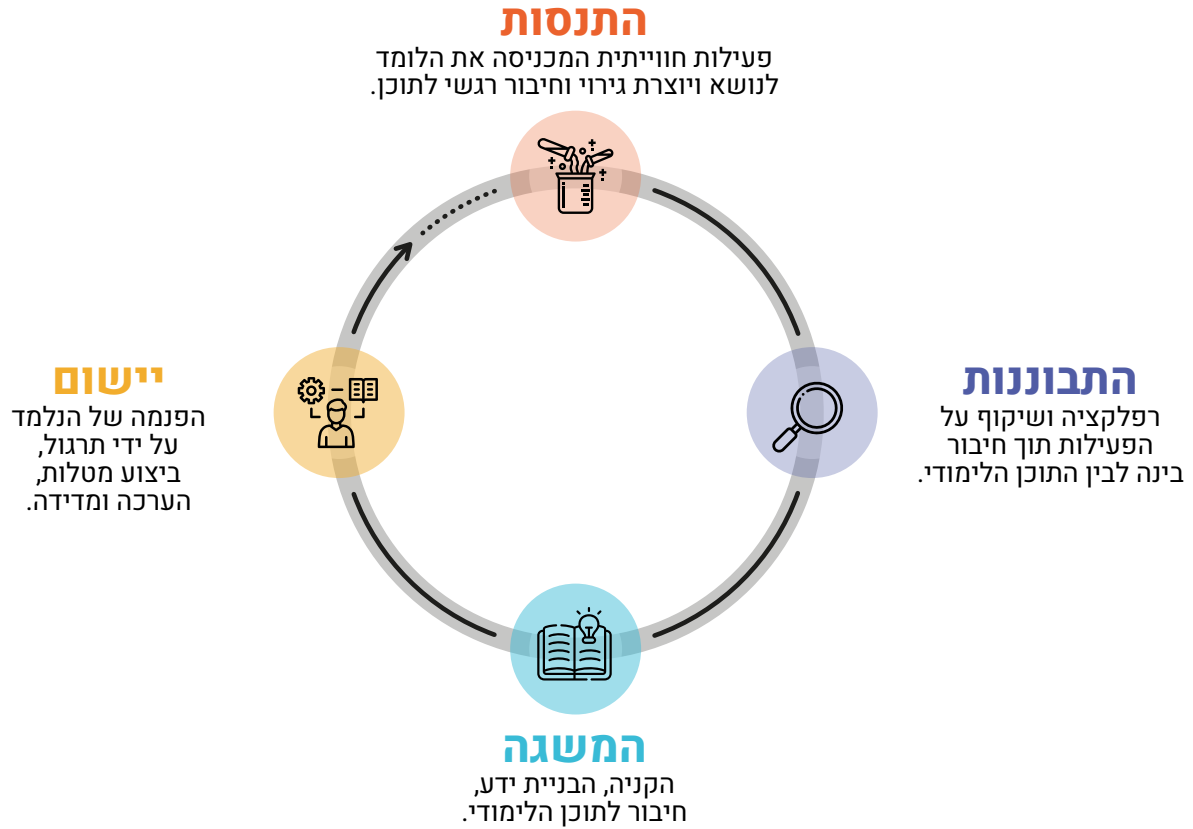 התנסות
פעילות חווייתית המכניסה את הלומד
לנושא ויוצרת גירוי וחיבור רגשי לתוכן.
התבוננות
רפלקציה ושיקוף על
הפעילות תוך חיבור
בינה לבין התוכן הלימודי.
המשגה
הקניה, הבניית ידע,
חיבור לתוכן הלימודי.
יישום
הפנמה של הנלמד
על ידי תרגול,
ביצוע מטלות,
הערכה ומדידה.